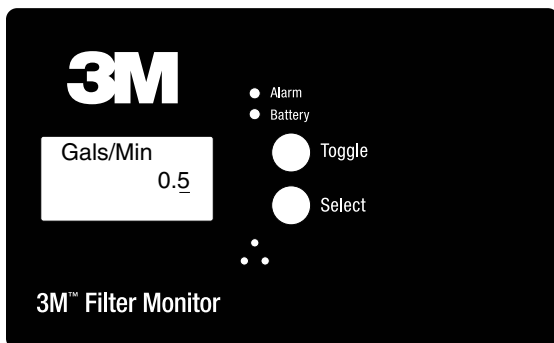 3M
Alarm
Battery
Gals/Min
0.5
Toggle
Select
3M™ Filter Monitor